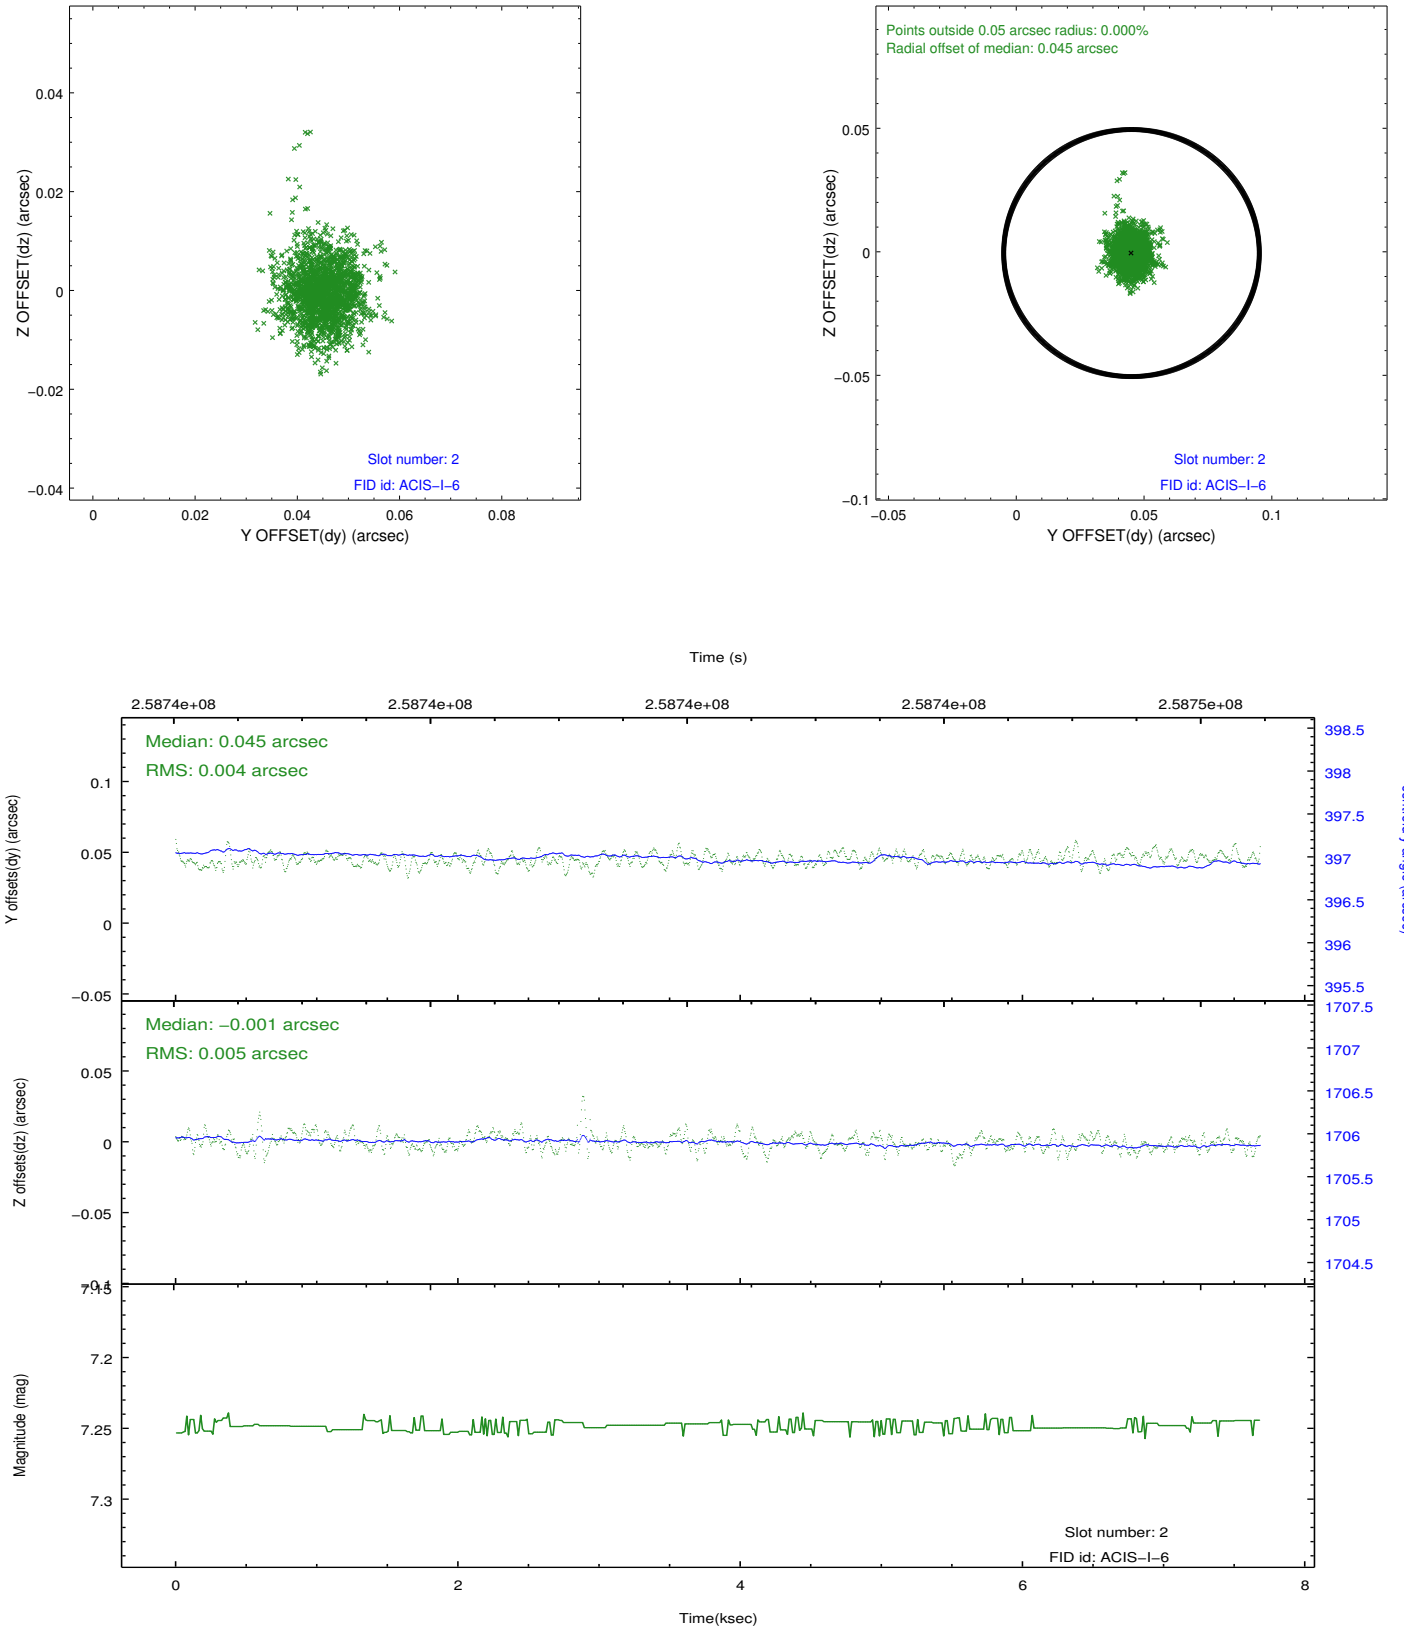 0.04
0.02
0
−0.02
−0.04
Z OFFSET(dz) (arcsec)
Slot number: 2
FID id: ACIS−I−6
0 0.02 0.04 0.06 0.08
Y OFFSET(dy) (arcsec)
Points outside 0.05 arcsec radius: 0.000%
Radial offset of median: 0.045 arcsec
0.05
0
−0.05
−0.1
Z OFFSET(dz) (arcsec)
Slot number: 2
FID id: ACIS−I−6
−0.05 0 0.05 0.1
Y OFFSET(dy) (arcsec)
Time (s)
2.5874e+08 2.5874e+08 2.5874e+08 2.5874e+08 2.5875e+08
Median: 0.045 arcsec
RMS: 0.004 arcsec
0.1
0.05
0
−0.05
Y offsets(dy) (arcsec)
398.5
398
397.5
397
396.5
396
395.5
Median: −0.001 arcsec
RMS: 0.005 arcsec
0.05
0
−0.05
−0.1
Z offsets(dz) (arcsec)
1707.5
1707
1706.5
1706
1705.5
1705
1704.5
7.15
7.2
7.25
7.3
Magnitude (mag)
Slot number: 2
FID id: ACIS−I−6
0 2 4 6 8
Time(ksec)